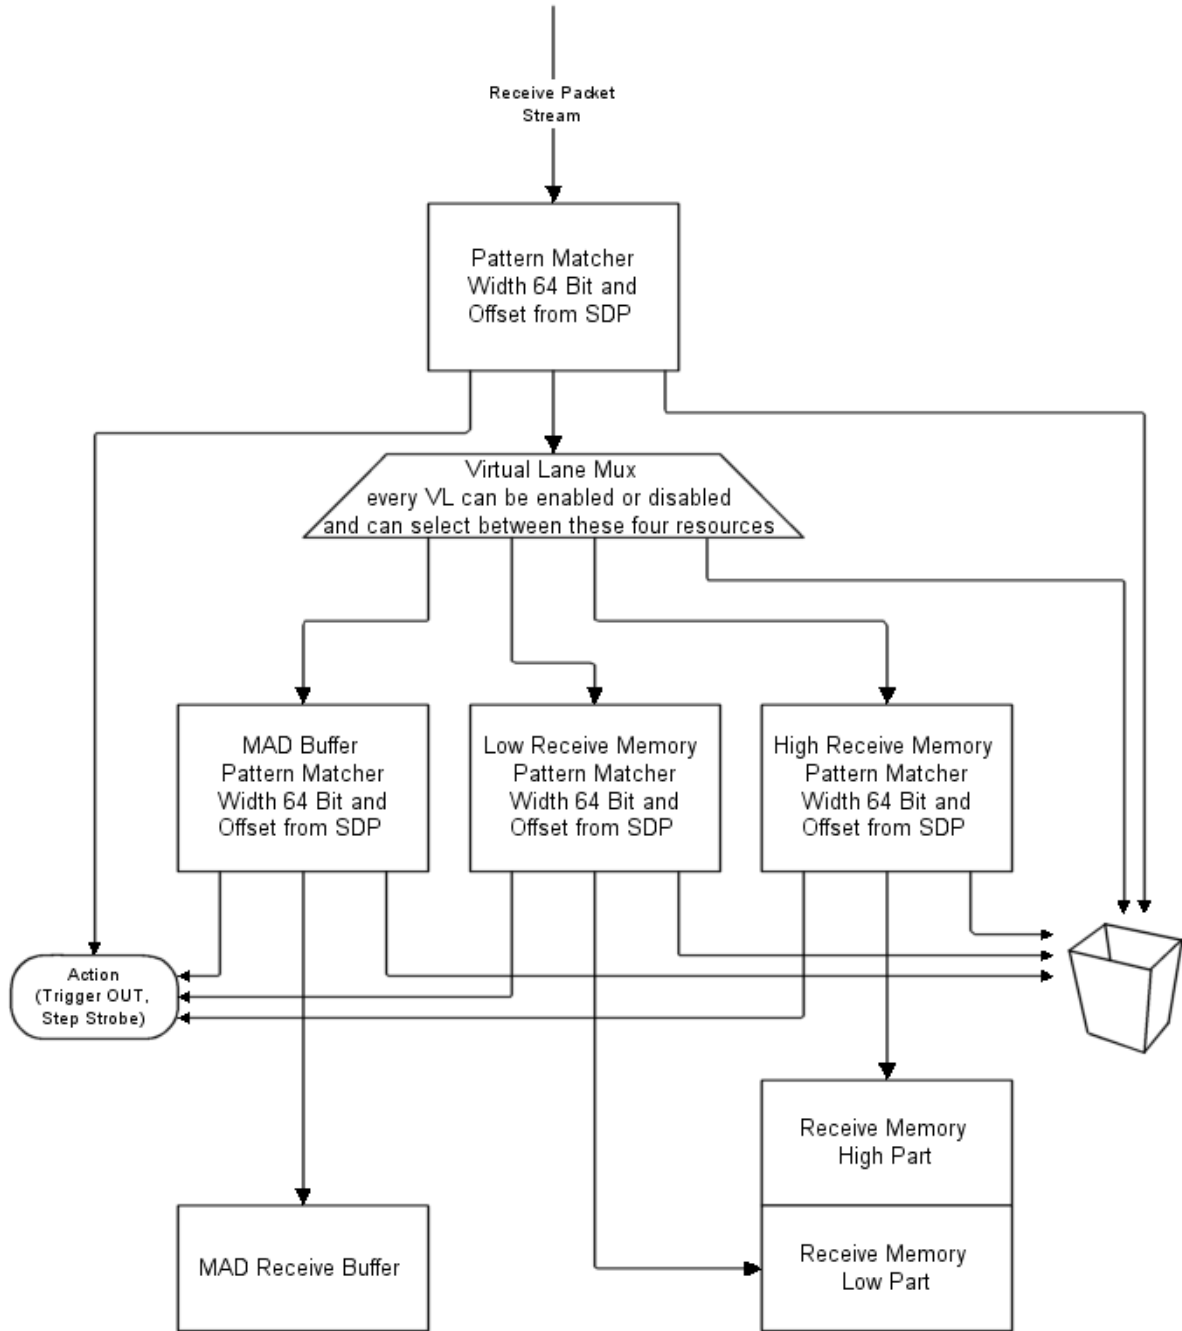 Receive Packet
Stream
Pattern Matcher
Width 64 Bit and
Offset from SDP
Virtual Lane Mux
every VL can be enabled or disabled
and can select between these four resources
MAD Buffer
Pattern Matcher
Width 64 Bit and
Offset from SDP
Low Receive Memory
Pattern Matcher
Width 64 Bit and
Offset from SDP
High Receive Memory
Pattern Matcher
Width 64 Bit and
Offset from SDP
Action
(Trigger OUT,
Step Strobe)
Receive Memory
High Part
MAD Receive Buffer
Receive Memory
Low Part